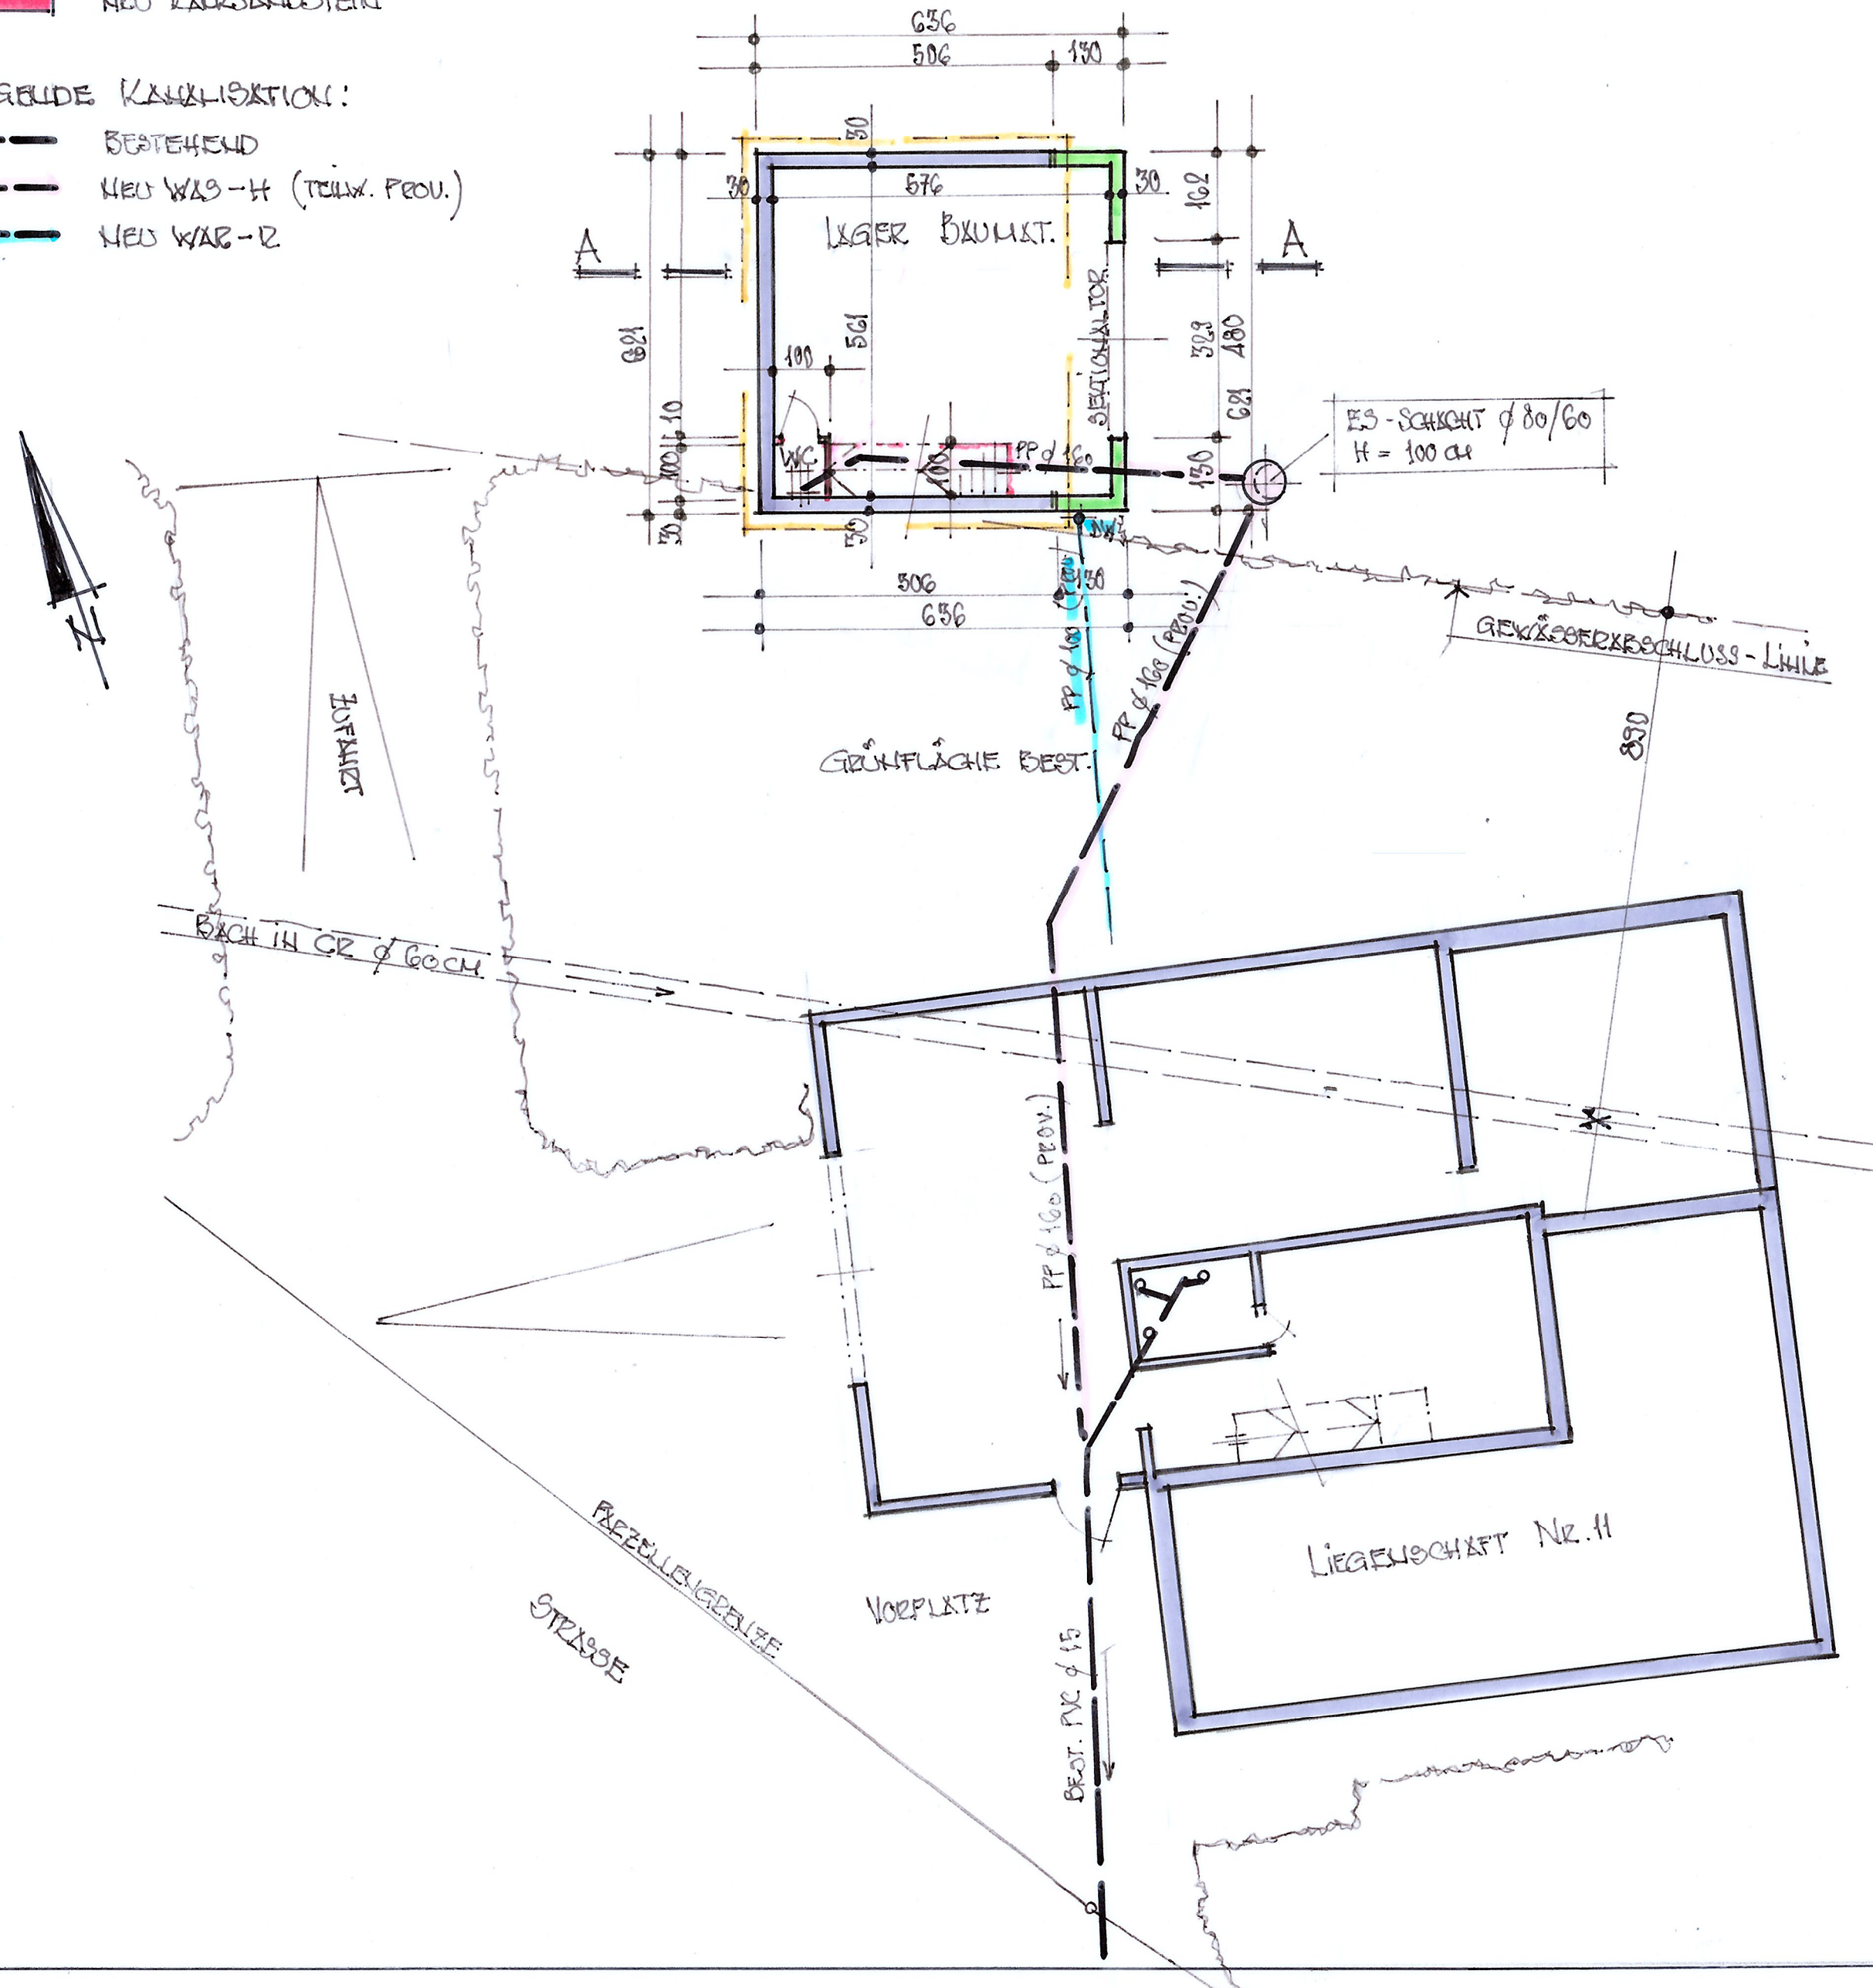 NEU KALKSANDSTEIN
GENDE KANALISATION:
BESTEHEND
NEU WAS-H (TEILW. PROV.)
NEU WAR-R
636
506 130
30
30 576 30
162
LAGER BAUMAT.
A A
SEKTIONALTOR
621
561
329 480
100
621
10
100
30
WC
100
PP ø 160
130
ES-SCHACHT ø 80/60
H = 100 CM
30
506 130
636
PP ø 100 (PROV.)
PP ø 160 (PROV.)
GEWÄSSERABSCHLUSS-LINIE
N
ZUFAHRT
GRÜNFLÄCHE BEST.
890
BACH IN CR ø 60CM
PP ø 160 (PROV.)
PARZELLENGRENZE
STRASSE
VORPLATZ
BEST. PVC ø 15
LIEGENSCHAFT NR. 11